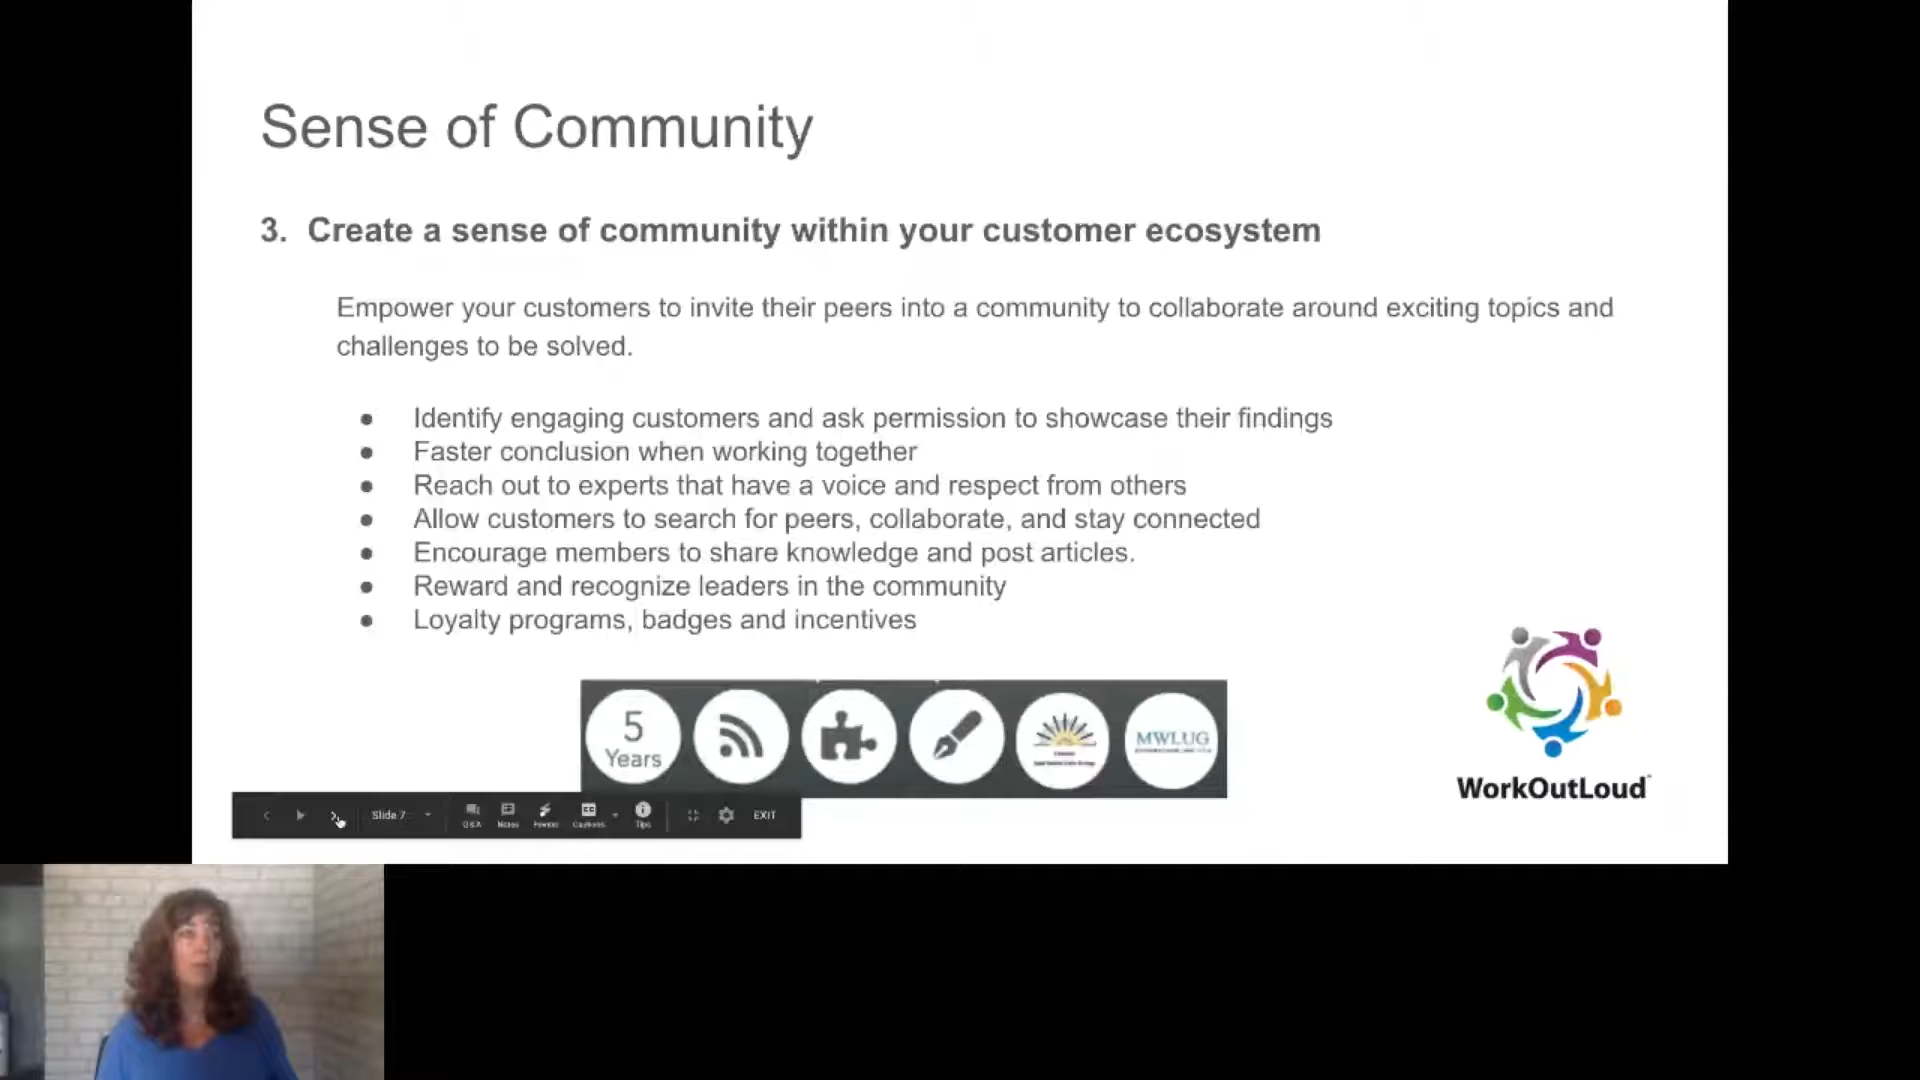 Sense of Community
3. Create a sense of community within your customer ecosystem
Empower your customers to invite their peers into a community to collaborate around exciting topics and
challenges to be solved.
● Identify engaging customers and ask permission to showcase their findings
● Faster conclusion when working together
● Reach out to experts that have a voice and respect from others
● Allow customers to search for peers, collaborate, and stay connected
● Encourage members to share knowledge and post articles.
● Reward and recognize leaders in the community
● Loyalty programs, badges and incentives
5
Years
MWLUG
WorkOutLoud
Slide 7
Q&A Notes Pointer Captions Tips
EXIT